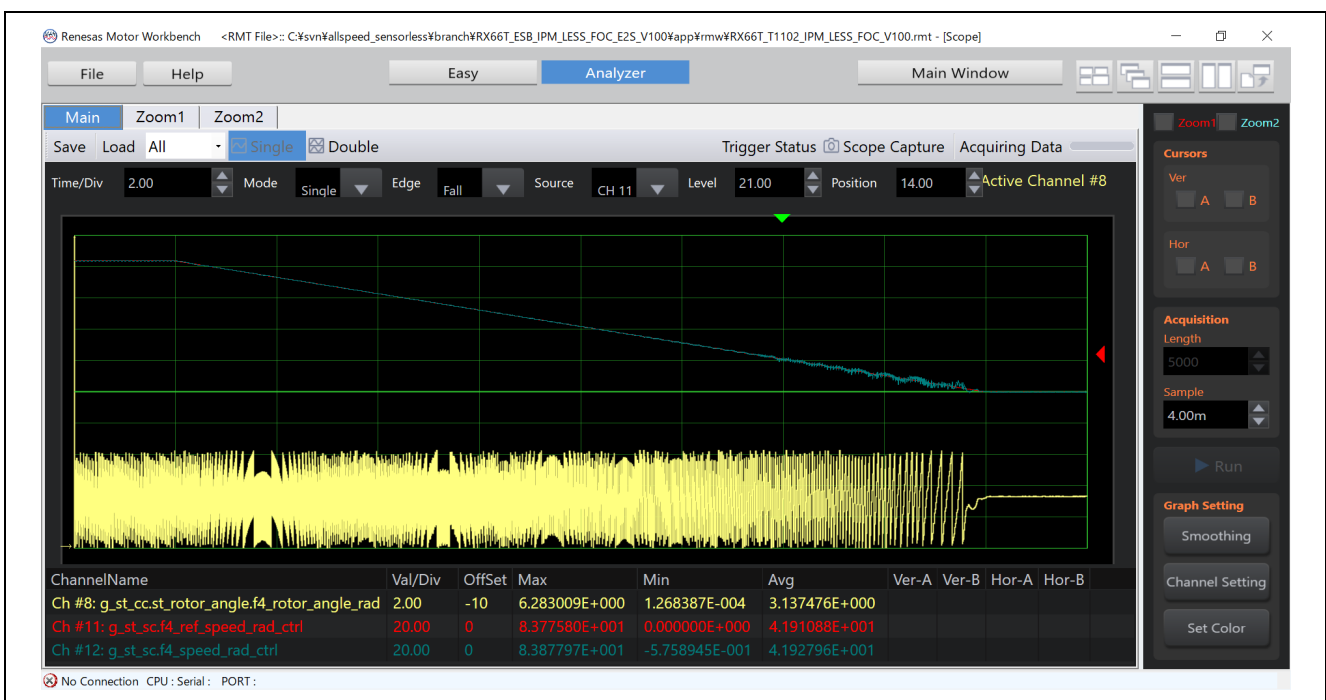 Renesas Motor Workbench <RMT File>:: C:¥svn¥allspeed_sensorless¥branch¥RX66T_ESB_IPM_LESS_FOC_E2S_V100¥app¥rmw¥RX66T_T1102_IPM_LESS_FOC_V100.rmt - [Scope]
File Help Easy Analyzer Main Window
Main Zoom1 Zoom2 Zoom1 Zoom2
Save Load All Single Double Trigger Status Scope Capture Acquiring Data
Time/Div 2.00 Mode Single Edge Fall Source CH 11 Level 21.00 Position 14.00 Active Channel #8
Cursors
Ver
A B
Hor
A B
Acquisition
Length
5000
Sample
4.00m
Run
Graph Setting
Smoothing
Channel Setting
Set Color
ChannelName Val/Div OffSet Max Min Avg Ver-A Ver-B Hor-A Hor-B
Ch #8: g_st_cc.st_rotor_angle.f4_rotor_angle_rad 2.00 -10 6.283009E+000 1.268387E-004 3.137476E+000
Ch #11: g_st_sc.f4_ref_speed_rad_ctrl 20.00 0 8.377580E+001 0.000000E+000 4.191088E+001
Ch #12: g_st_sc.f4_speed_rad_ctrl 20.00 0 8.387797E+001 -5.758945E-001 4.192796E+001
No Connection CPU : Serial : PORT :